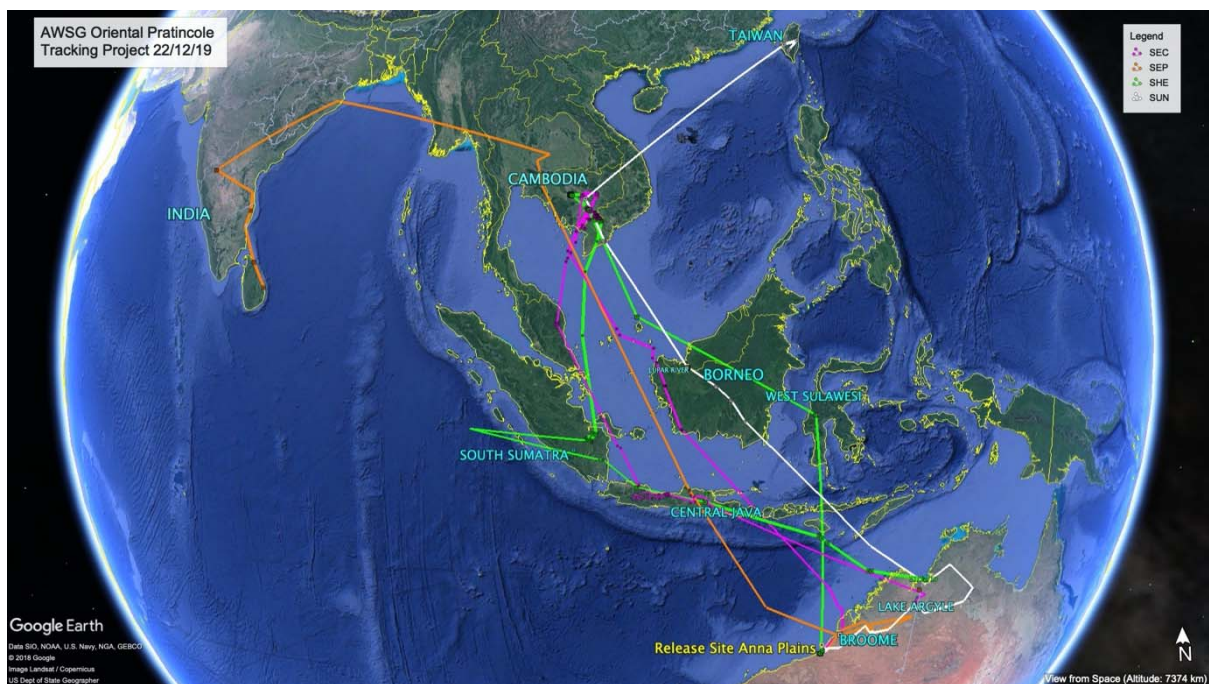 AWSG Oriental Pratincole
Tracking Project 22/12/19
TAIWAN
Legend
SEC
SEP
SHE
SUN
CAMBODIA
INDIA
LUPAR RIVER
BORNEO
WEST SULAWESI
SOUTH SUMATRA
CENTRAL JAVA
LAKE ARGYLE
BROOME
Release Site Anna Plains
Google Earth
Data SIO, NOAA, U.S. Navy, NGA, GEBCO
© 2018 Google
Image Landsat / Copernicus
US Dept of State Geographer
N
View from Space (Altitude: 7374 km)